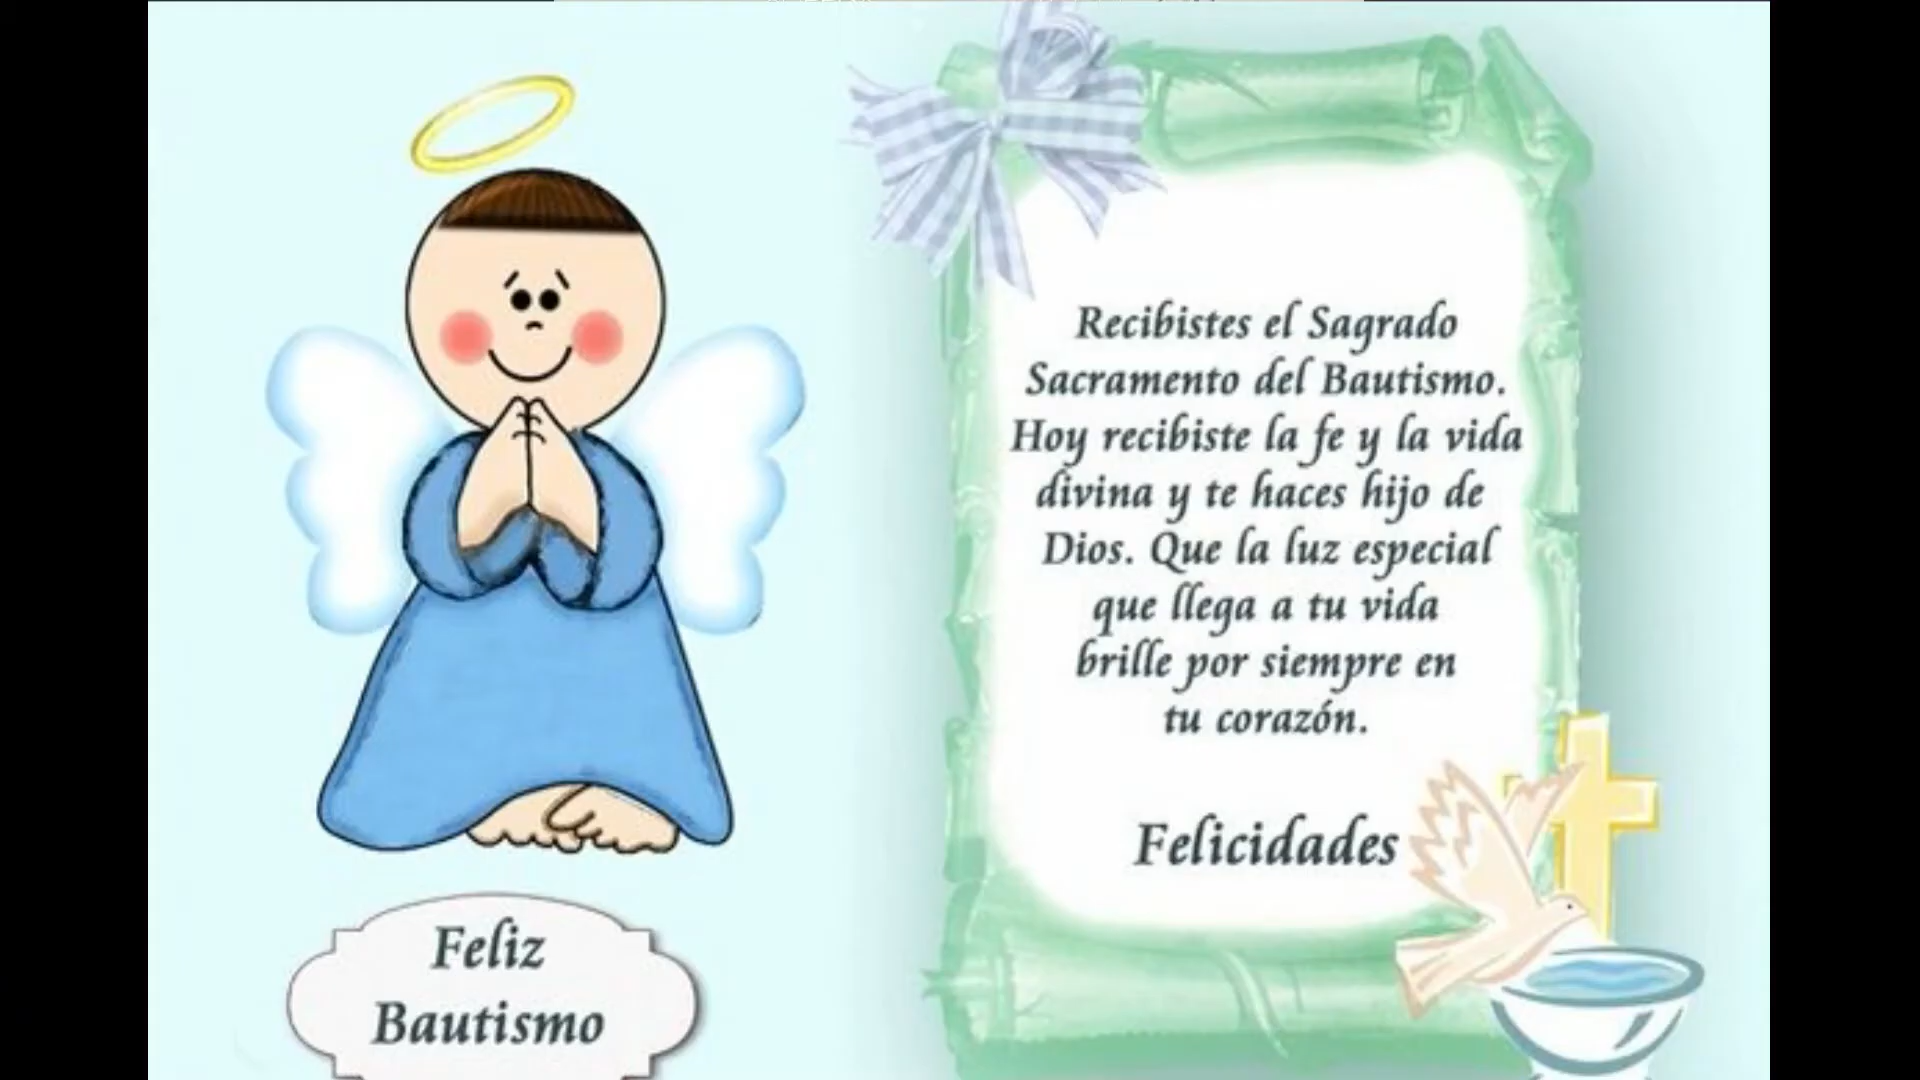 Recibistes el Sagrado
Sacramento del Bautismo.
Hoy recibiste la fe y la vida
divina y te haces hijo de
Dios. Que la luz especial
que llega a tu vida
brille por siempre en
tu corazón.
Felicidades
Feliz
Bautismo